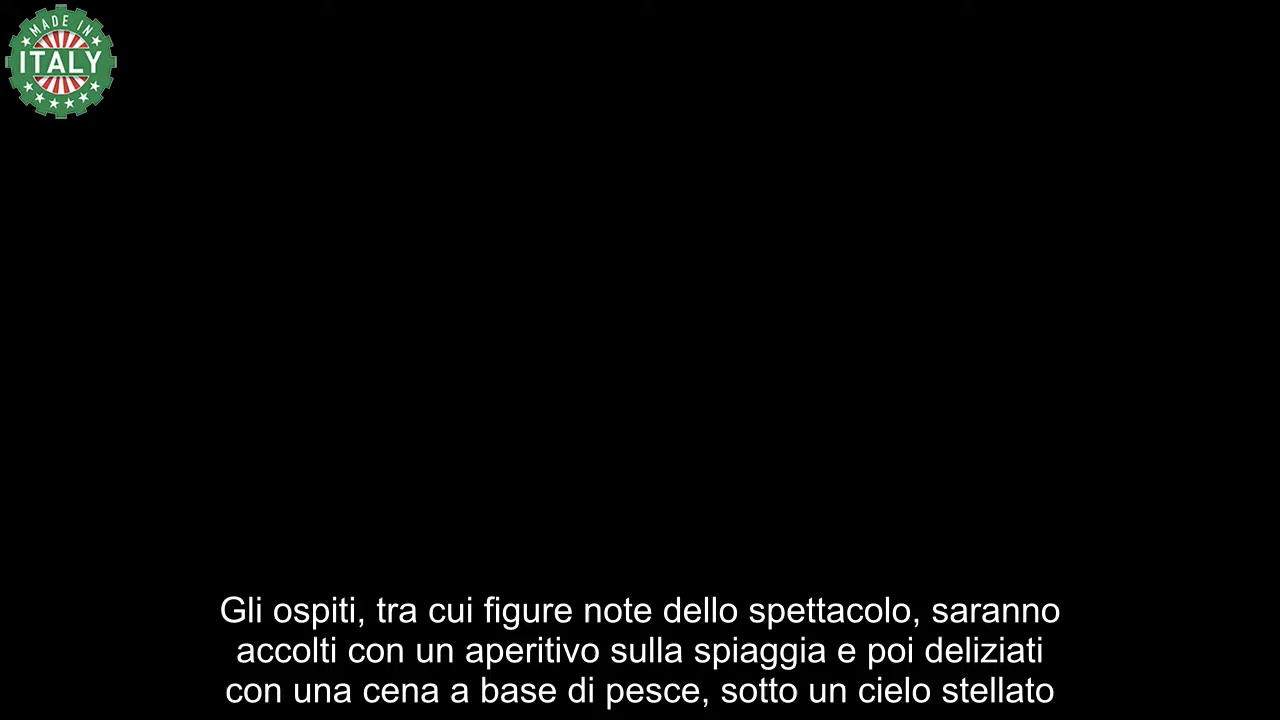 MADE IN
ITALY
Gli ospiti, tra cui figure note dello spettacolo, saranno
accolti con un aperitivo sulla spiaggia e poi deliziati
con una cena a base di pesce, sotto un cielo stellato